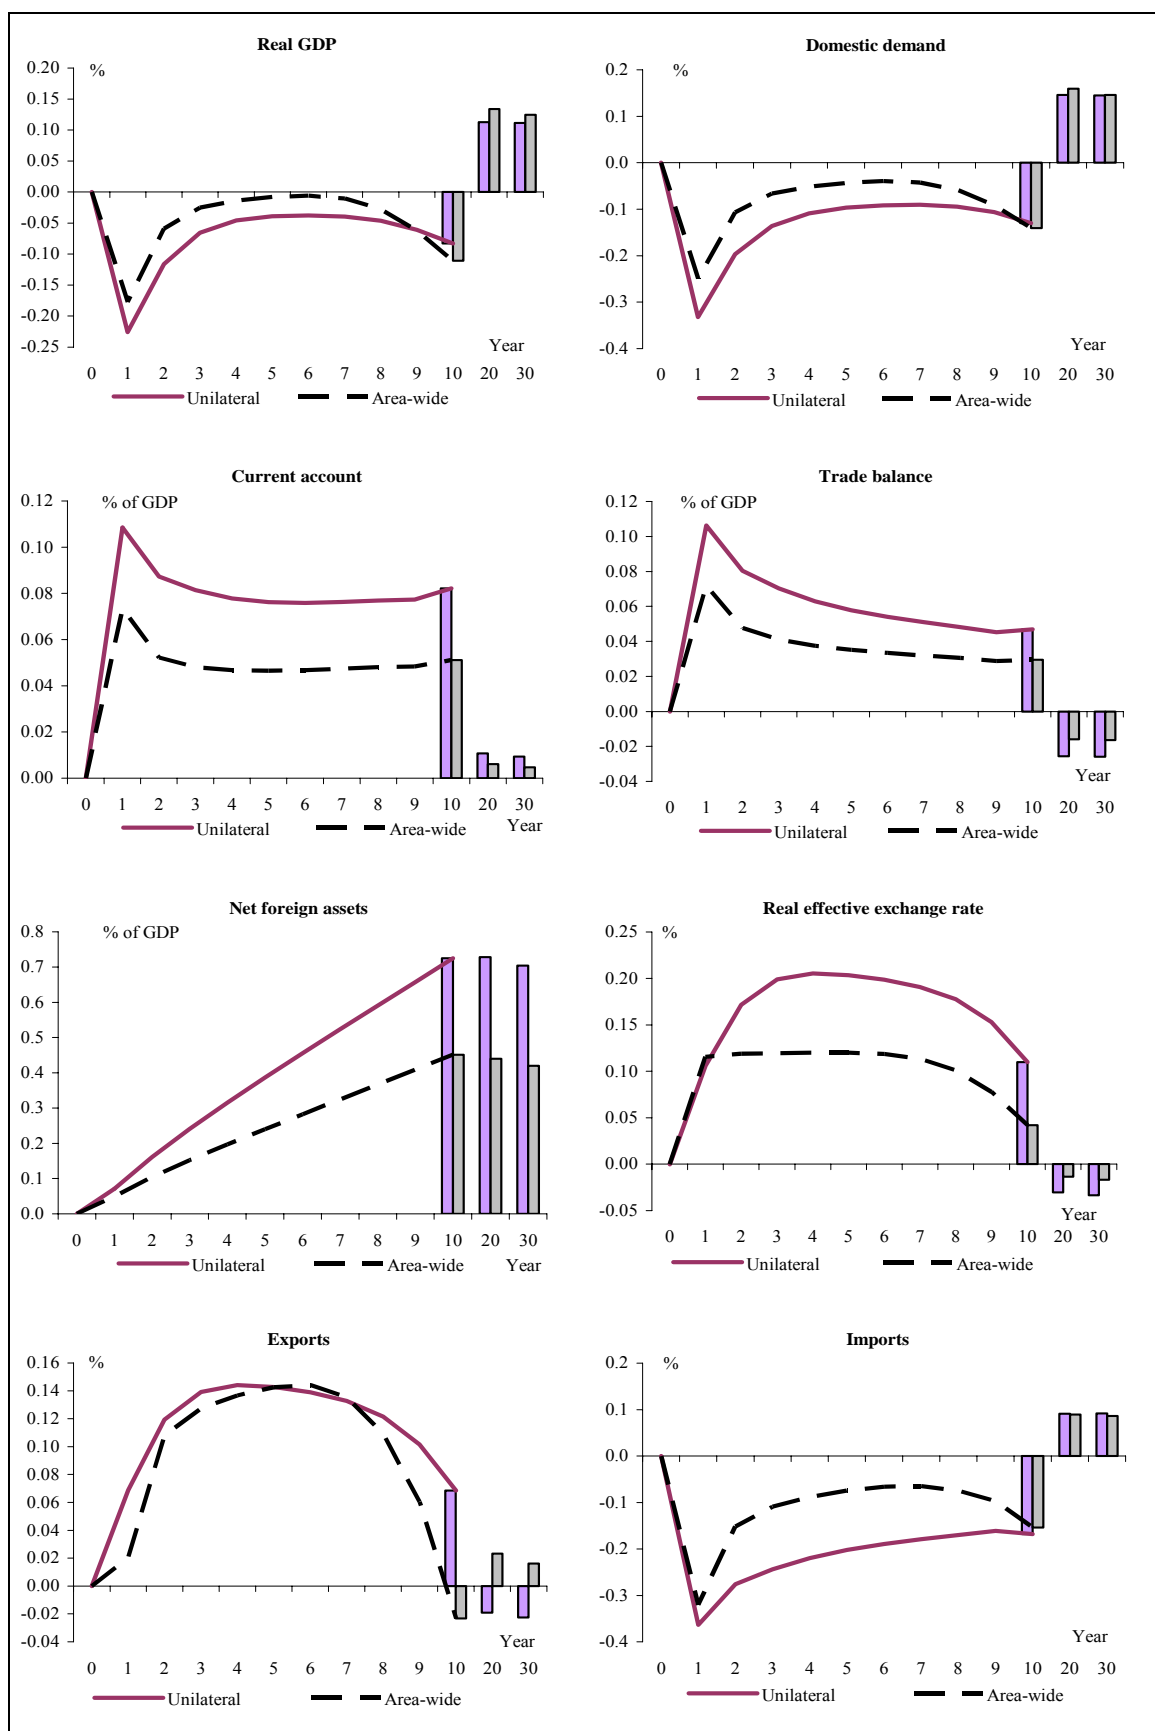 Real GDP
%
0.20
0.15
0.10
0.05
0.00
-0.05
-0.10
-0.15
-0.20
-0.25
Year
0 1 2 3 4 5 6 7 8 9 10 20 30
Unilateral Area-wide
Domestic demand
%
0.2
0.1
0.0
-0.1
-0.2
-0.3
-0.4
Year
0 1 2 3 4 5 6 7 8 9 10 20 30
Unilateral Area-wide
Current account
% of GDP
0.12
0.10
0.08
0.06
0.04
0.02
0.00
0 1 2 3 4 5 6 7 8 9 10 20 30
Unilateral Area-wide Year
Trade balance
% of GDP
0.12
0.10
0.08
0.06
0.04
0.02
0.00
-0.02
-0.04
Year
0 1 2 3 4 5 6 7 8 9 10 20 30
Unilateral Area-wide
Net foreign assets
% of GDP
0.8
0.7
0.6
0.5
0.4
0.3
0.2
0.1
0.0
0 1 2 3 4 5 6 7 8 9 10 20 30
Unilateral Area-wide Year
Real effective exchange rate
%
0.25
0.20
0.15
0.10
0.05
0.00
-0.05
Year
0 1 2 3 4 5 6 7 8 9 10 20 30
Unilateral Area-wide
Exports
%
0.16
0.14
0.12
0.10
0.08
0.06
0.04
0.02
0.00
-0.02
-0.04
Year
0 1 2 3 4 5 6 7 8 9 10 20 30
Unilateral Area-wide
Imports
%
0.2
0.1
0.0
-0.1
-0.2
-0.3
-0.4
Year
0 1 2 3 4 5 6 7 8 9 10 20 30
Unilateral Area-wide